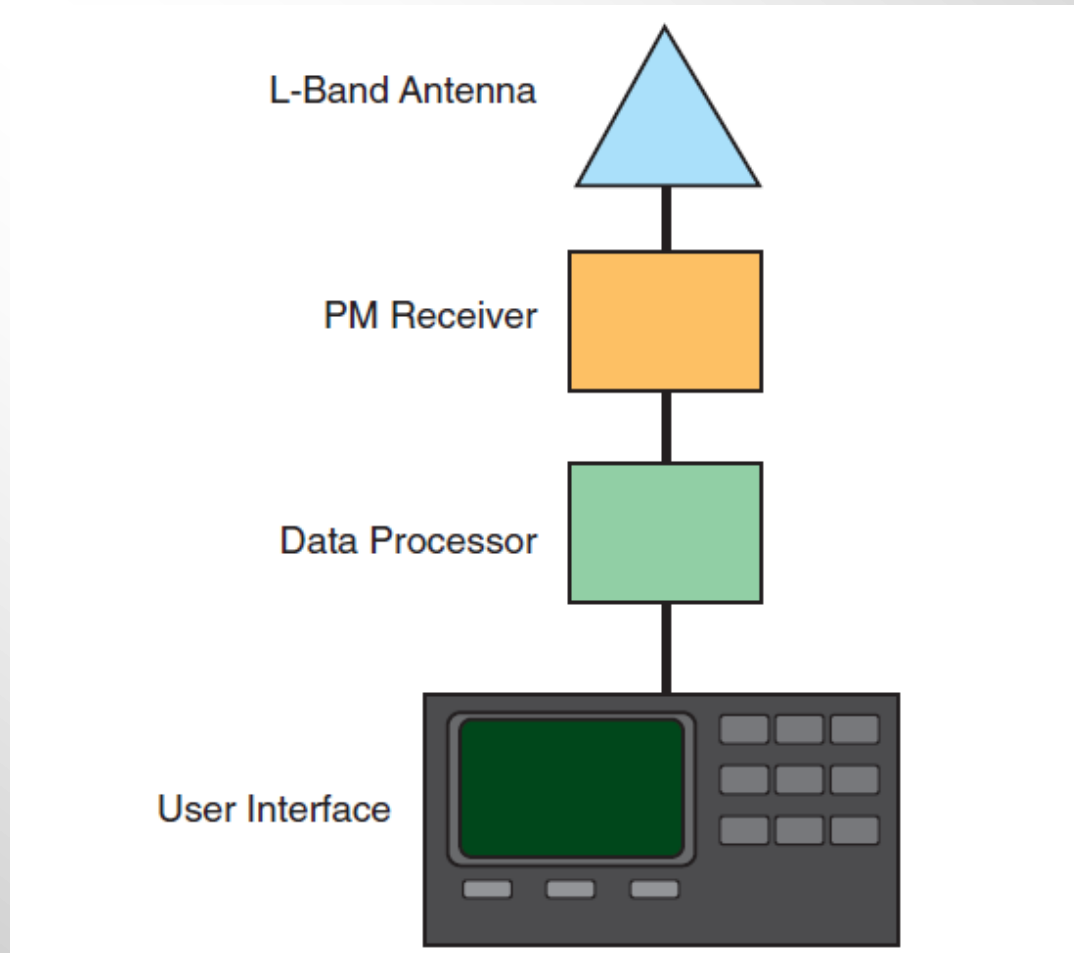 L-Band Antenna
PM Receiver
Data Processor
User Interface